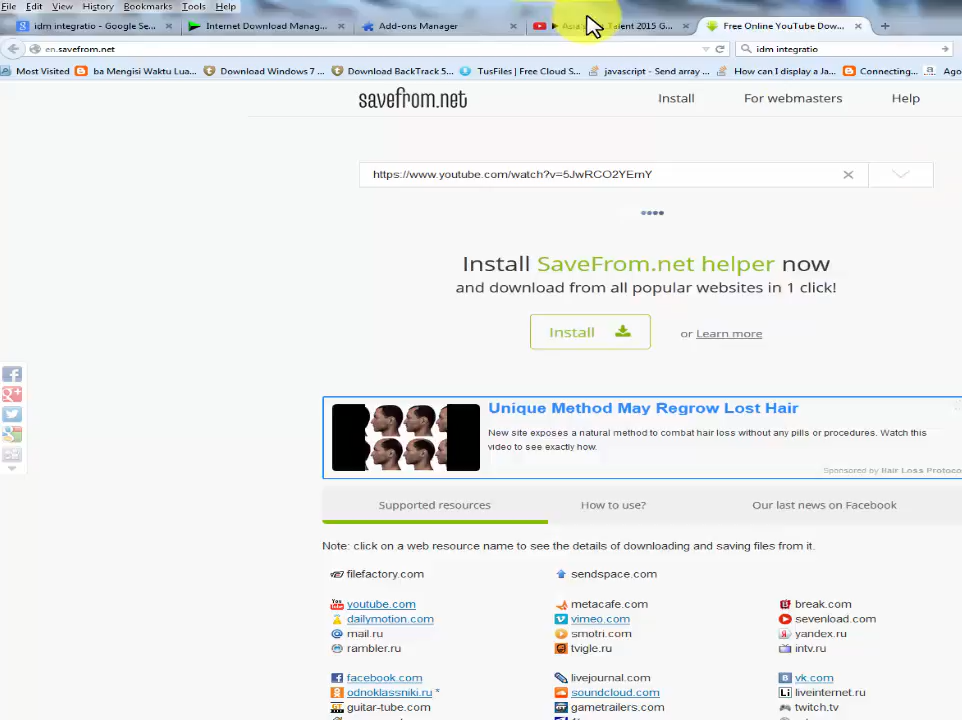 File Edit View History Bookmarks Tools Help
idm integratio - Google Se... Internet Download Manag... Add-ons Manager Talent 2015 G... Free Online YouTube Dow...
en.savefrom.net idm integratio
Most Visited ba Mengisi Waktu Lua... Download Windows 7 ... Download BackTrack 5... TusFiles | Free Cloud S... javascript - Send array ... How can I display a Ja... Connecting... Ago
savefrom.net Install For webmasters Help
https://www.youtube.com/watch?v=5JwRCO2YEmY
Install SaveFrom.net helper now
and download from all popular websites in 1 click!
Install or Learn more
Unique Method May Regrow Lost Hair
New site exposes a natural method to combat hair loss without any pills or procedures. Watch this
video to see exactly how.
Sponsored by Hair Loss Protoco
Supported resources How to use? Our last news on Facebook
Note: click on a web resource name to see the details of downloading and saving files from it.
filefactory.com sendspace.com
youtube.com metacafe.com break.com
dailymotion.com vimeo.com sevenload.com
mail.ru smotri.com yandex.ru
rambler.ru tvigle.ru intv.ru
facebook.com livejournal.com vk.com
odnoklassniki.ru * soundcloud.com liveinternet.ru
guitar-tube.com gametrailers.com twitch.tv